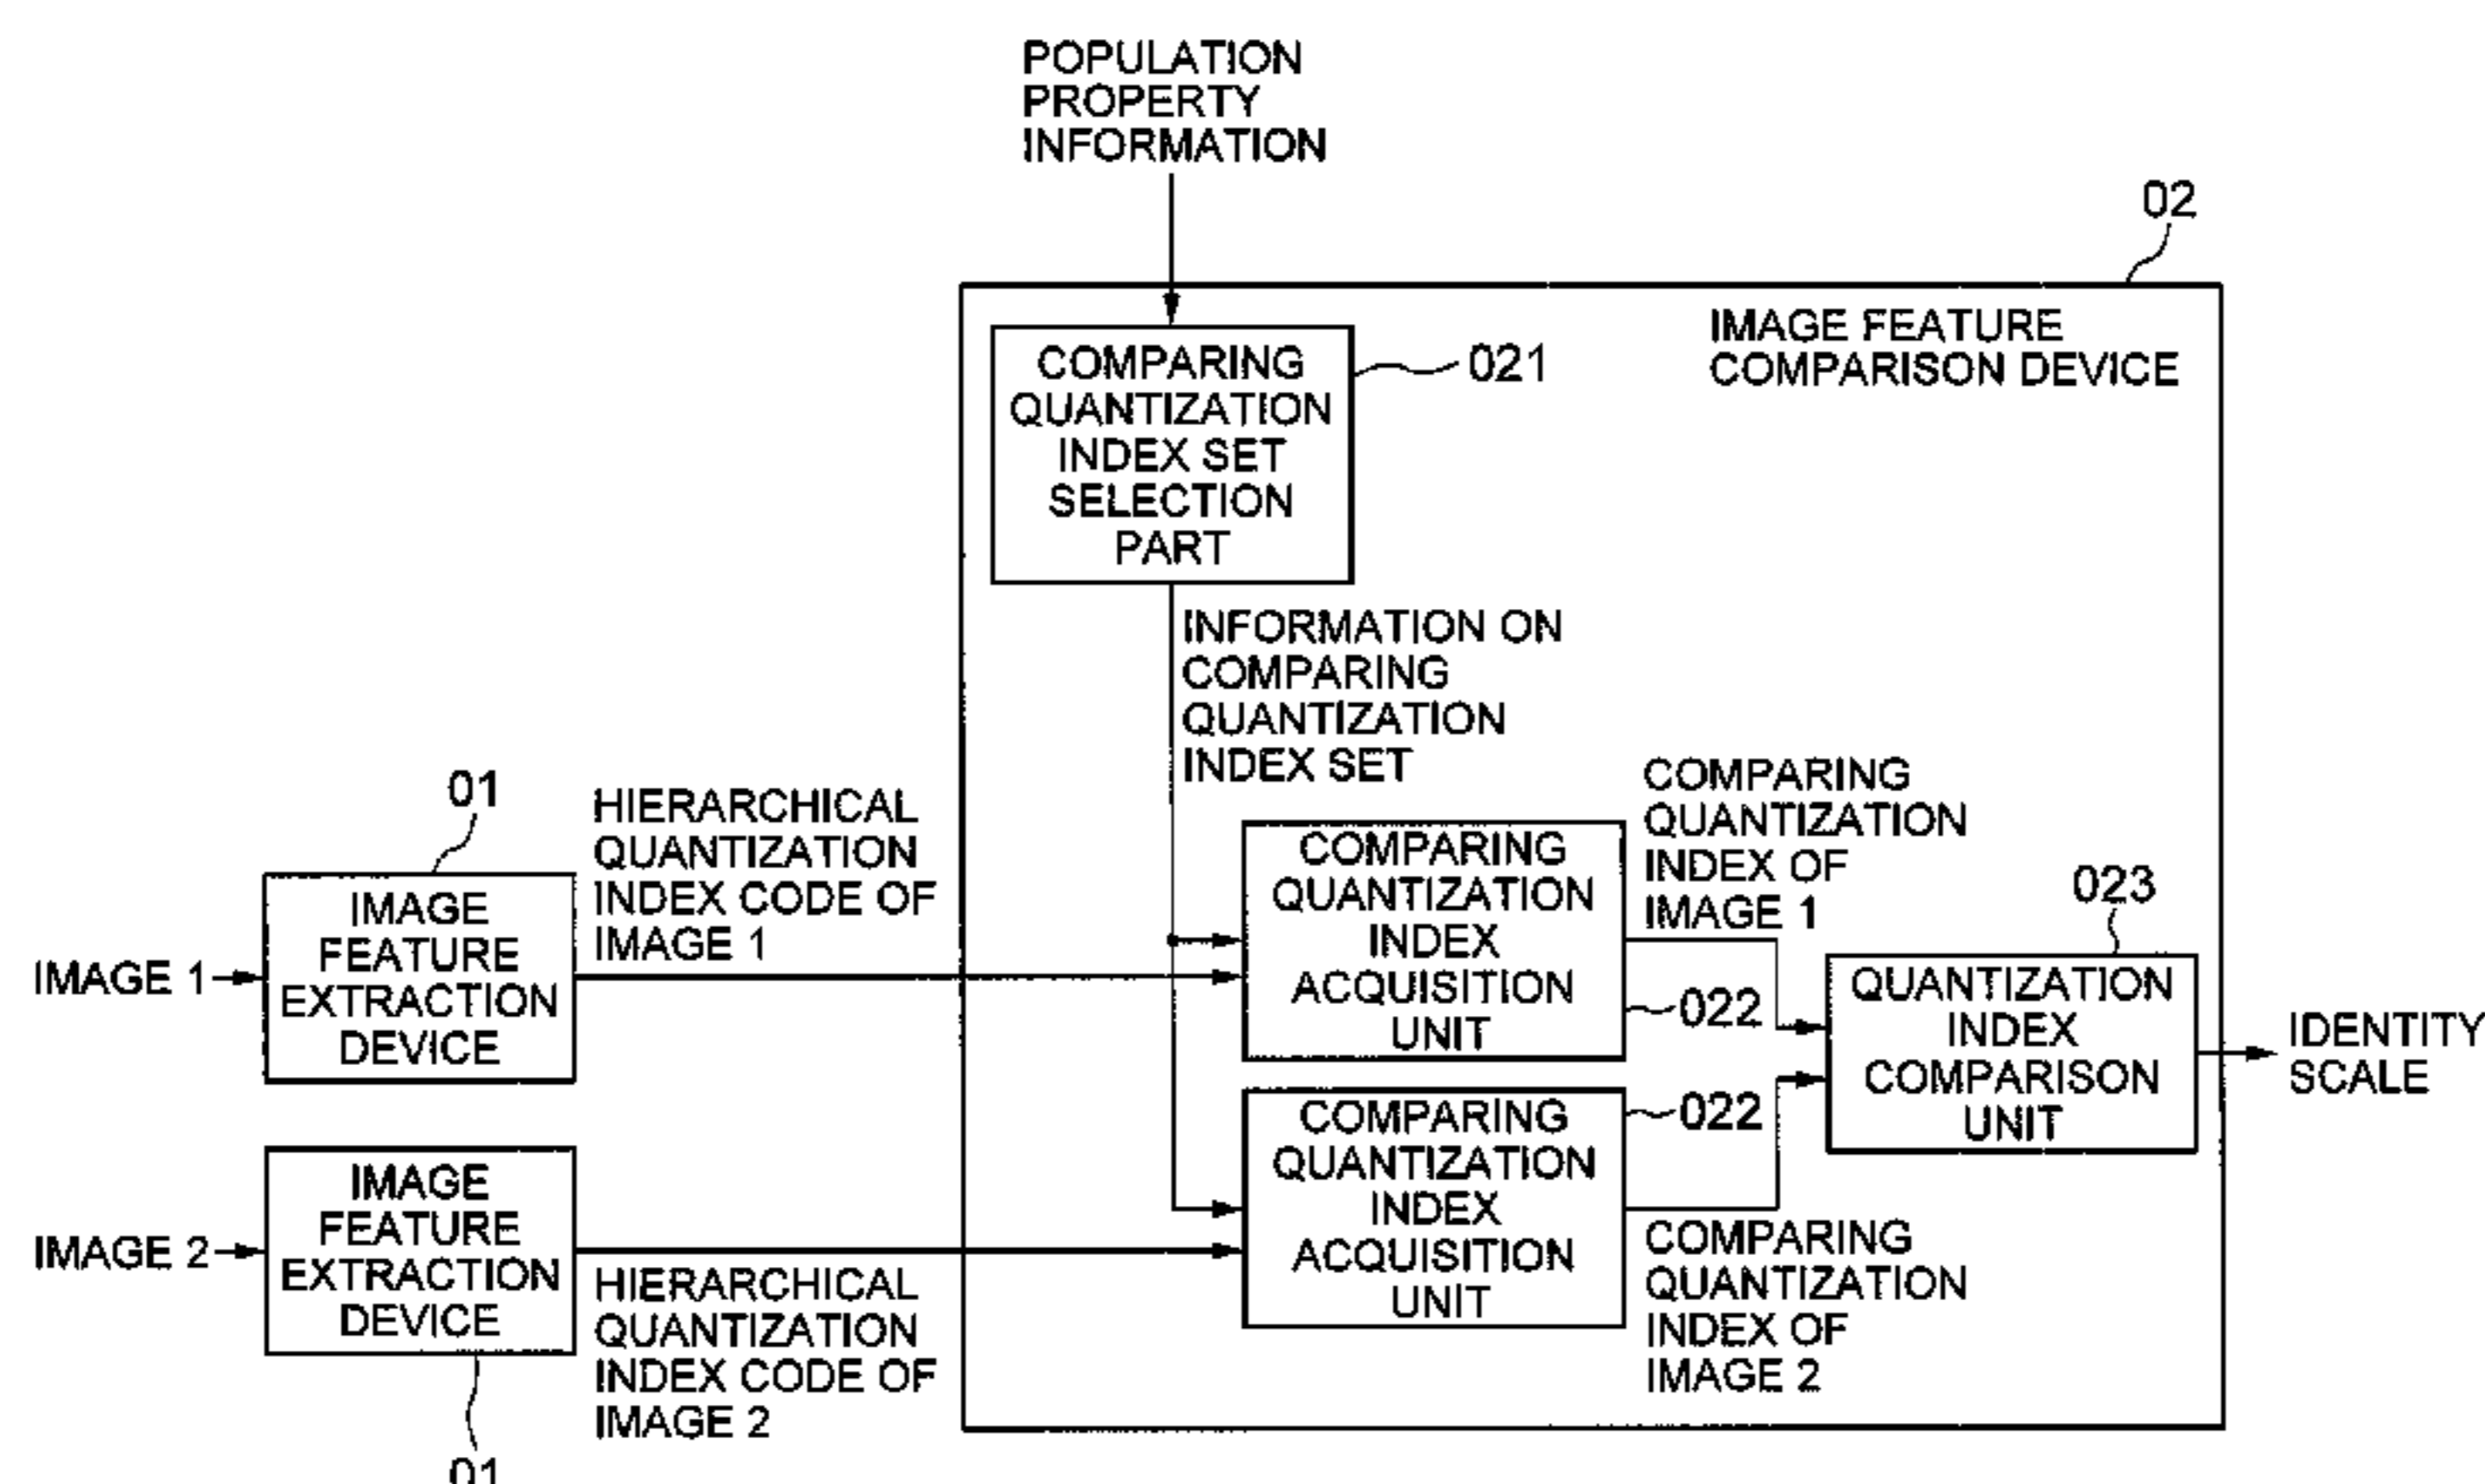 POPULATION
PROPERTY
INFORMATION
02
IMAGE FEATURE
COMPARISON DEVICE
COMPARING
QUANTIZATION
INDEX SET
SELECTION
PART
021
INFORMATION ON
COMPARING
QUANTIZATION
INDEX SET
01
HIERARCHICAL
QUANTIZATION
INDEX CODE OF
IMAGE 1
IMAGE 1
IMAGE
FEATURE
EXTRACTION
DEVICE
COMPARING
QUANTIZATION
INDEX
ACQUISITION
UNIT
022
COMPARING
QUANTIZATION
INDEX OF
IMAGE 1
023
QUANTIZATION
INDEX
COMPARISON
UNIT
IDENTITY
SCALE
IMAGE 2
IMAGE
FEATURE
EXTRACTION
DEVICE
01
HIERARCHICAL
QUANTIZATION
INDEX CODE OF
IMAGE 2
COMPARING
QUANTIZATION
INDEX
ACQUISITION
UNIT
022
COMPARING
QUANTIZATION
INDEX OF
IMAGE 2